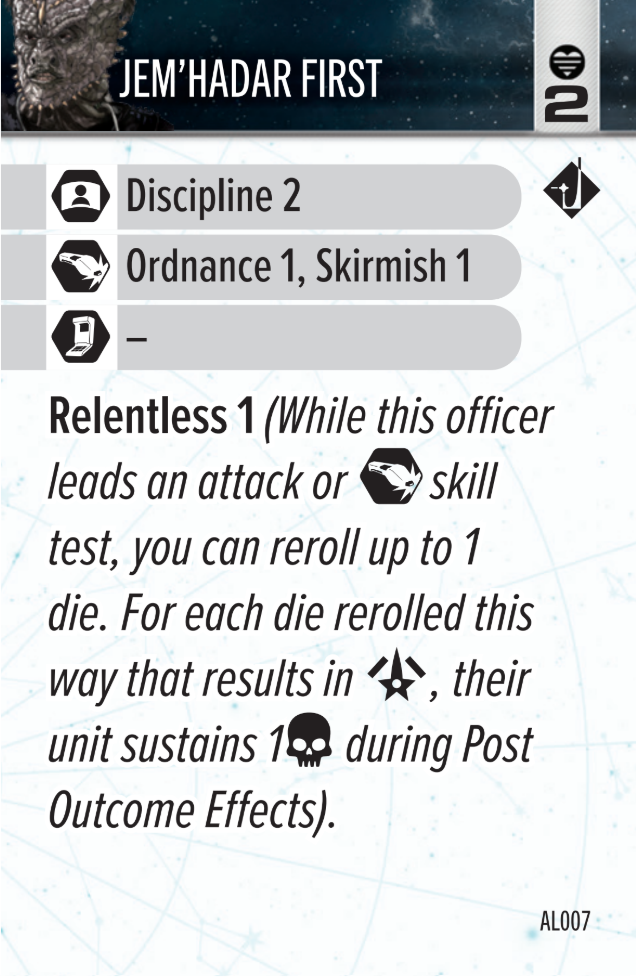 JEM'HADAR FIRST
2
Discipline 2
Ordnance 1, Skirmish 1
–
Relentless 1 (While this officer
leads an attack or skill
test, you can reroll up to 1
die. For each die rerolled this
way that results in , their
unit sustains 1 during Post
Outcome Effects).
AL007